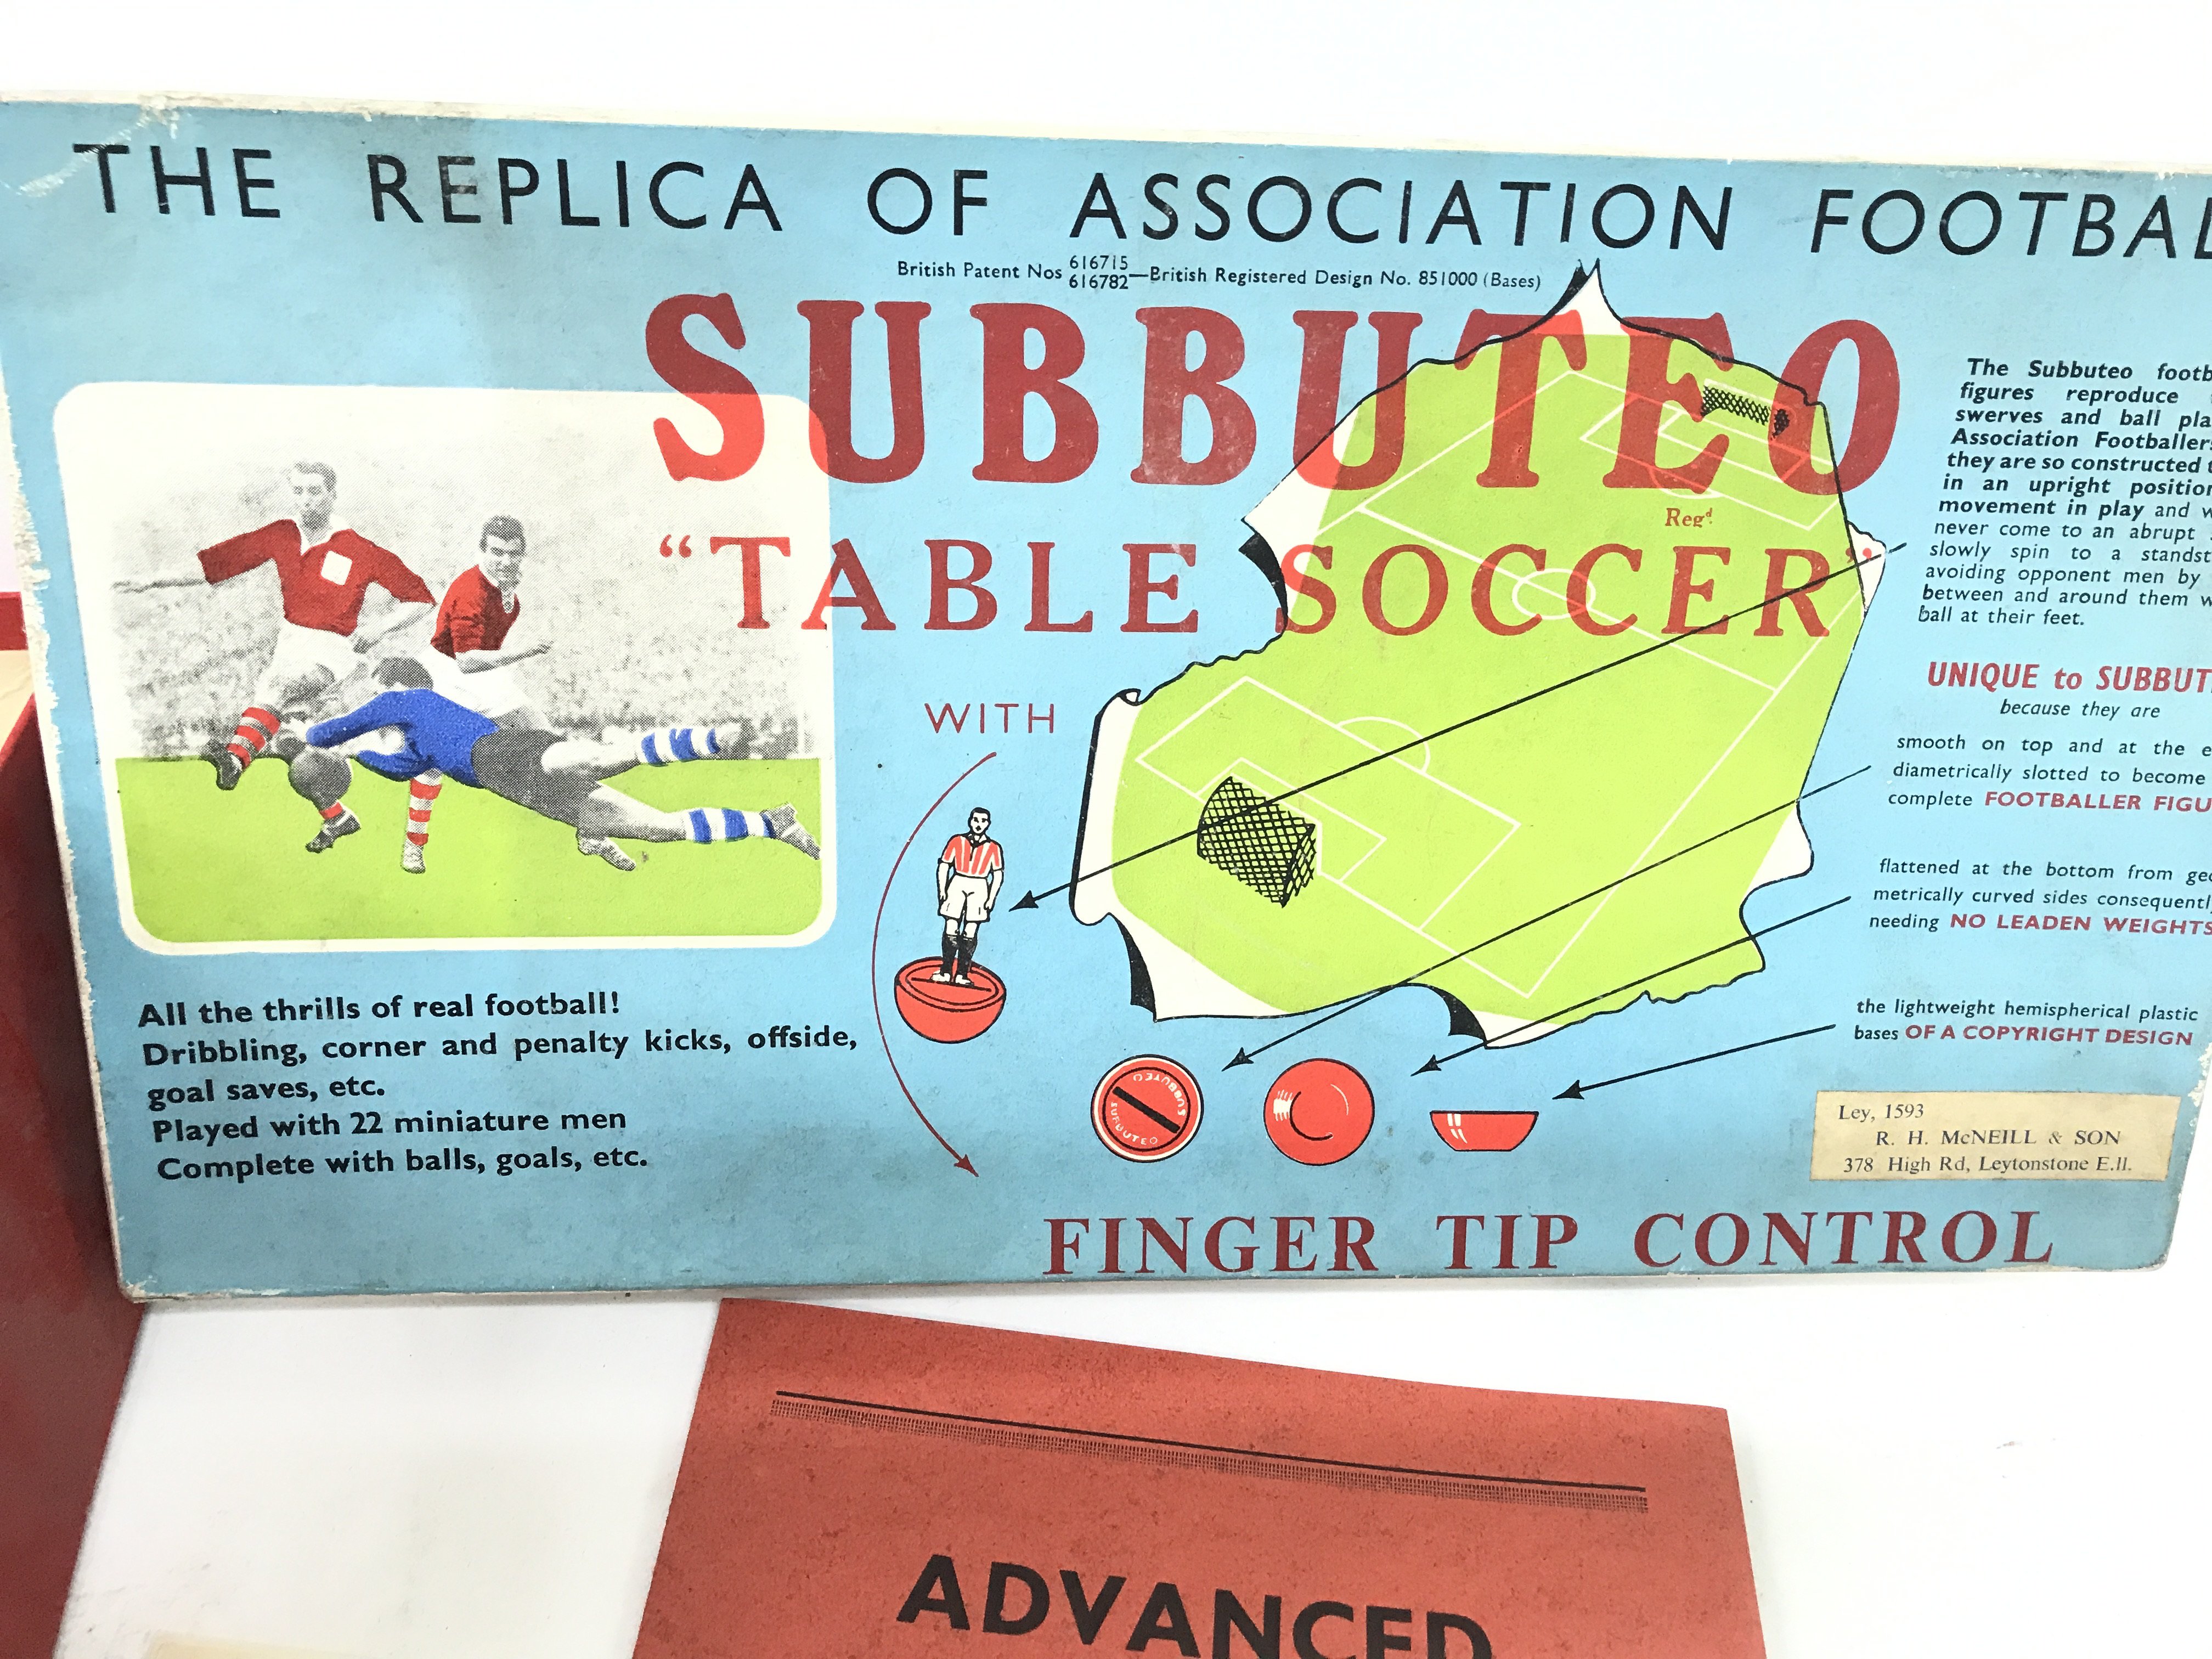 THE REPLICA OF ASSOCIATION FOOTBAL
British Patent Nos 616715 616782—British Registered Design No. 851000 (Bases)
SUBBUTEO
Regd.
"TABLE SOCCER"
WITH
All the thrills of real football!
Dribbling, corner and penalty kicks, offside,
goal saves, etc.
Played with 22 miniature men
Complete with balls, goals, etc.
The Subbuteo footb
figures reproduce
swerves and ball pla
Association Footballer
they are so constructed t
in an upright position
movement in play and w
never come to an abrupt
slowly spin to a standst
avoiding opponent men by
between and around them w
ball at their feet.
UNIQUE to SUBBUT
because they are
smooth on top and at the e
diametrically slotted to become
complete FOOTBALLER FIGU
flattened at the bottom from geo
metrically curved sides consequently
needing NO LEADEN WEIGHTS
the lightweight hemispherical plastic
bases OF A COPYRIGHT DESIGN
SUBBUTEO
SUBBUTEO
Ley, 1593
R. H. McNEILL & SON
378 High Rd, Leytonstone E.11.
FINGER TIP CONTROL
ADVANCED